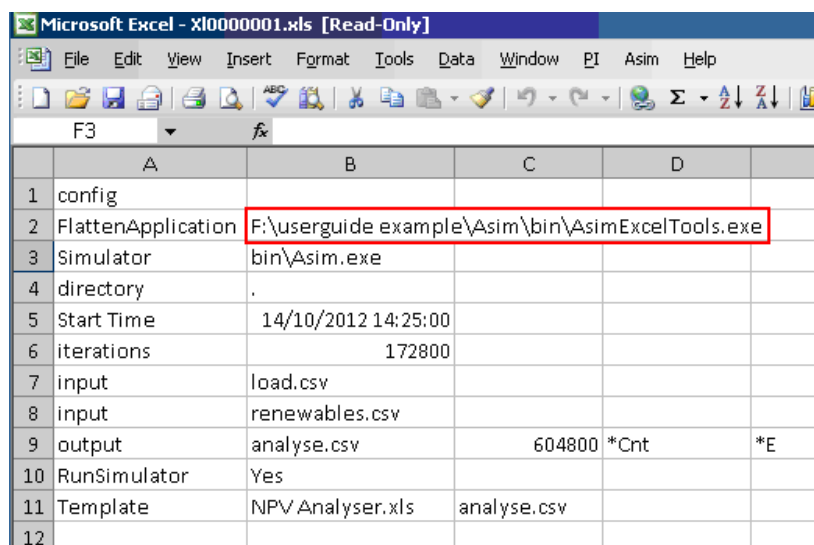 Microsoft Excel - Xl0000001.xls [Read-Only]
File Edit View Insert Format Tools Data Window PI Asim Help
F3 fx
A B C D
1 config
2 FlattenApplication F:\userguide example\Asim\bin\AsimExcelTools.exe
3 Simulator bin\Asim.exe
4 directory .
5 Start Time 14/10/2012 14:25:00
6 iterations 172800
7 input load.csv
8 input renewables.csv
9 output analyse.csv 604800 *Cnt *E
10 RunSimulator Yes
11 Template NPV Analyser.xls analyse.csv
12